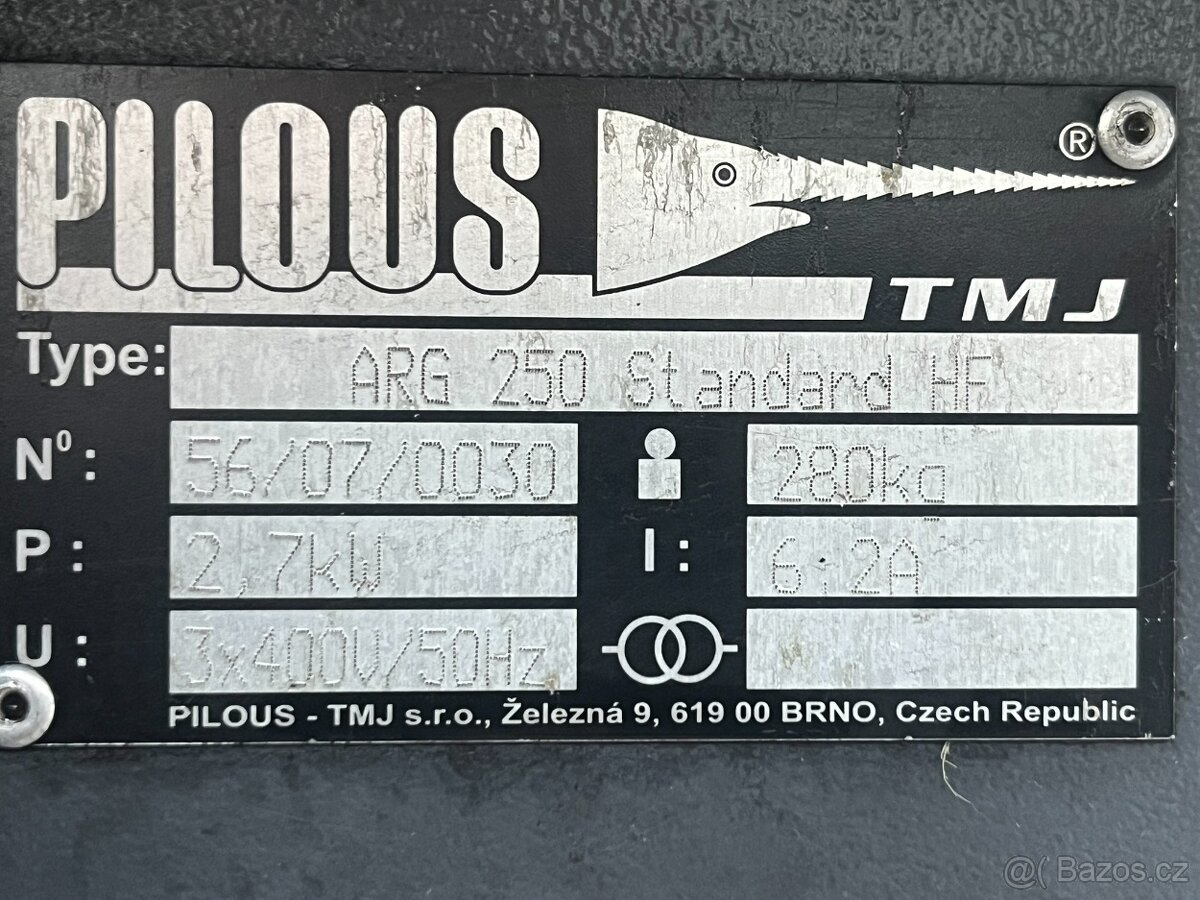 PILOUS
®
TMJ
Type: ARG 250 Standard HF
N⁰: 56/07/0030 280kg
P: 2,7kW I: 6.2A
U: 3x400V/50Hz
PILOUS - TMJ s.r.o., Železná 9, 619 00 BRNO, Czech Republic
@( Bazos.cz